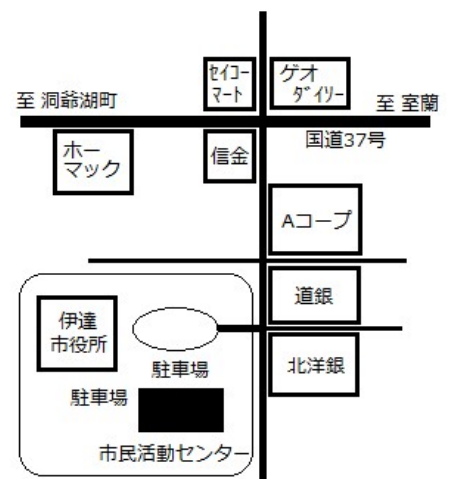 ｾｲｺｰ
ﾏｰﾄ
ゲオ
ﾀﾞｲﾘｰ
至 洞爺湖町
至 室蘭
国道37号
ホー
マック
信金
Aコープ
道銀
伊達
市役所
駐車場
北洋銀
駐車場
市民活動センター